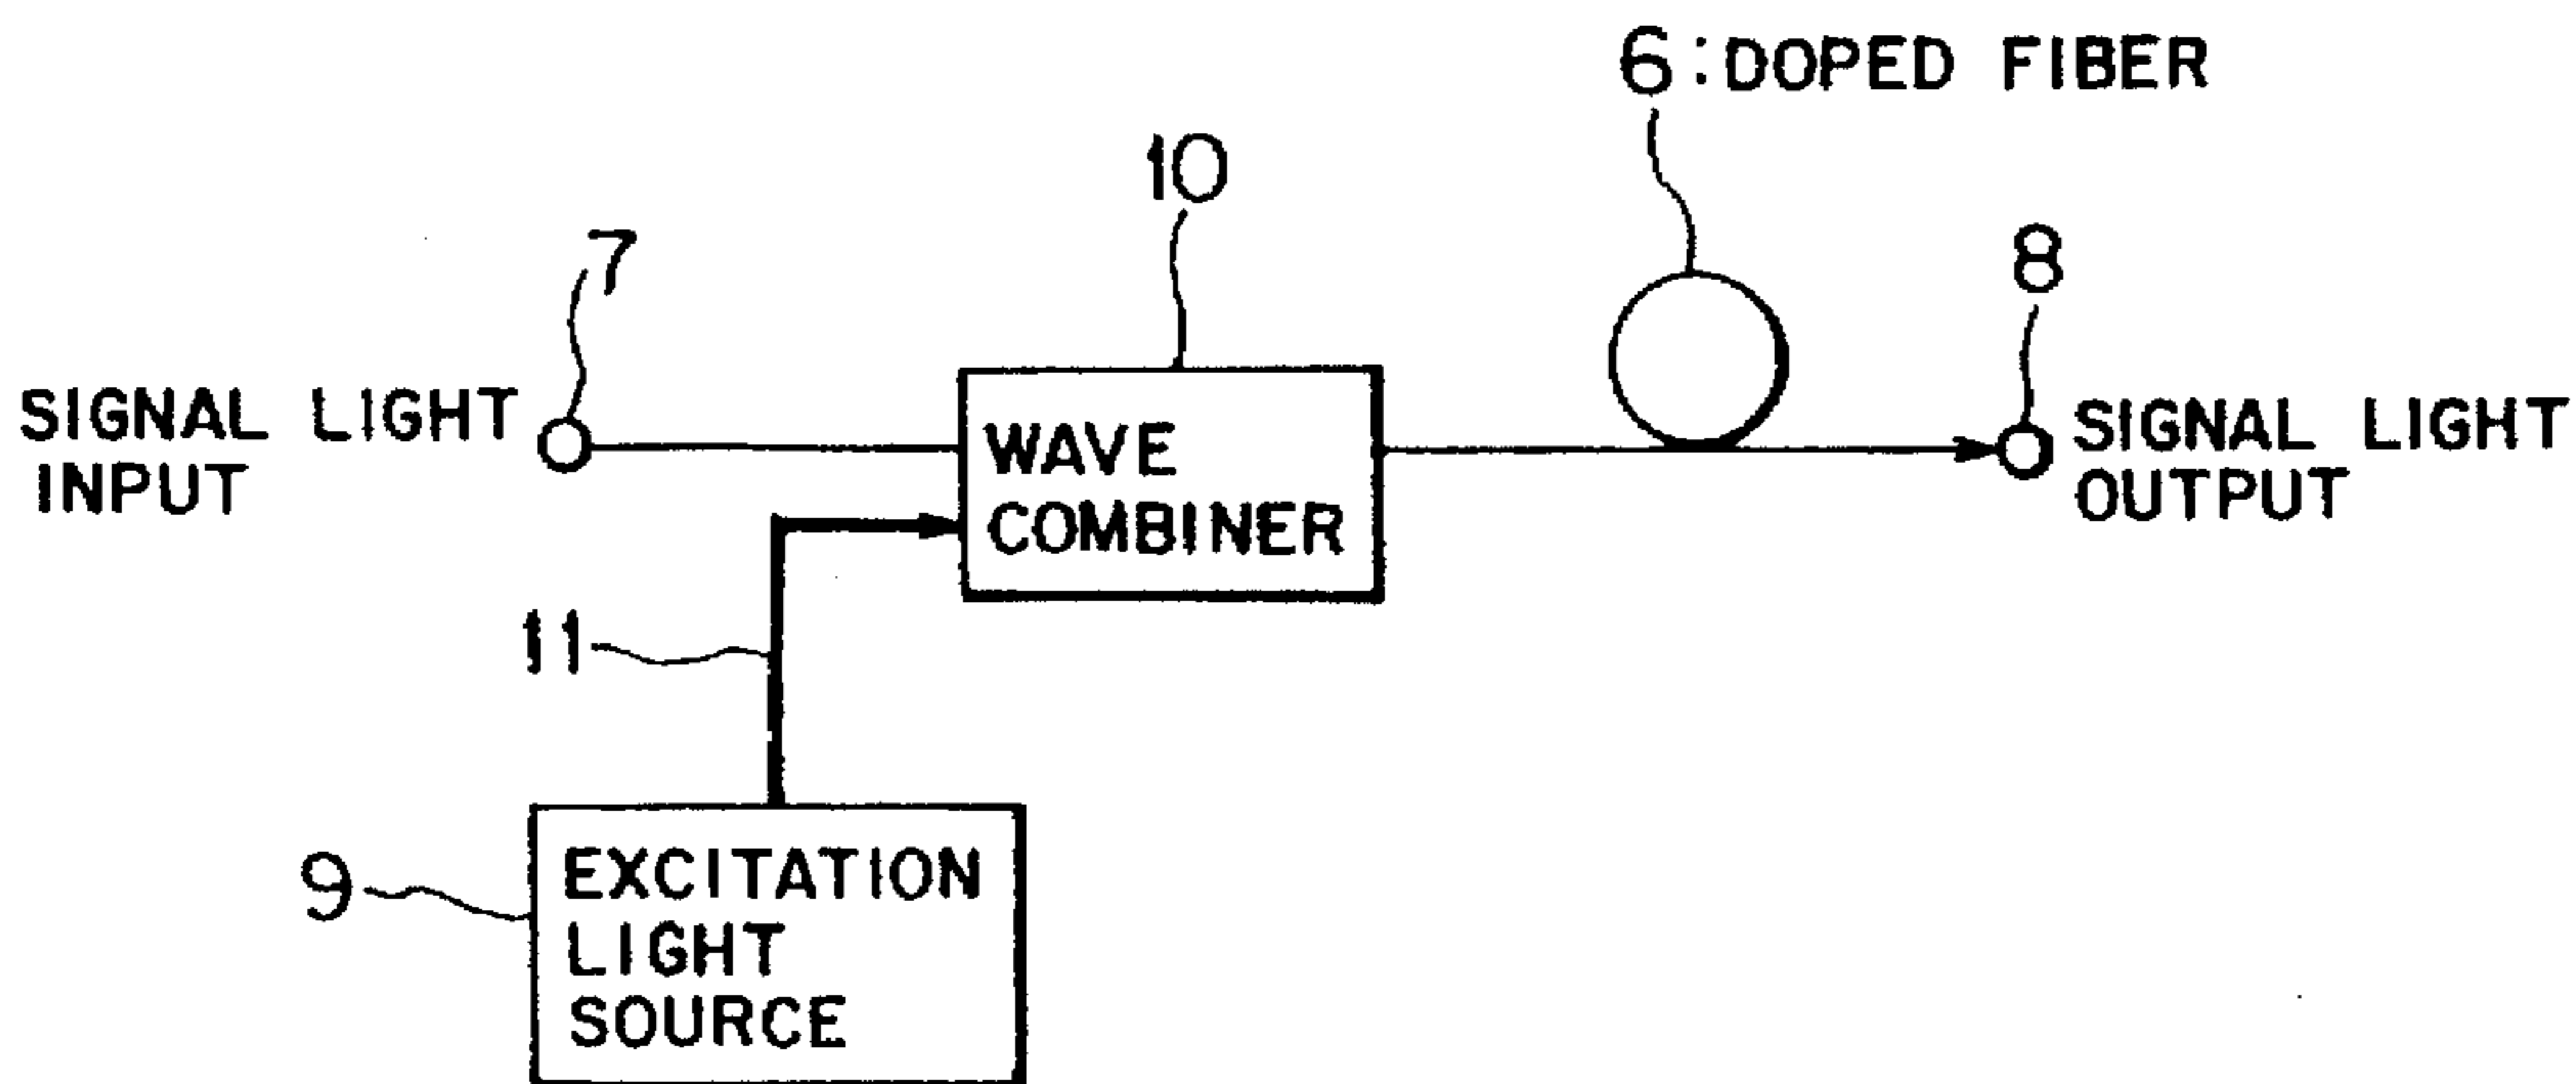 6:DOPED FIBER
10
7
8
SIGNAL LIGHT
INPUT
WAVE
COMBINER
SIGNAL LIGHT
OUTPUT
11
9
EXCITATION
LIGHT
SOURCE